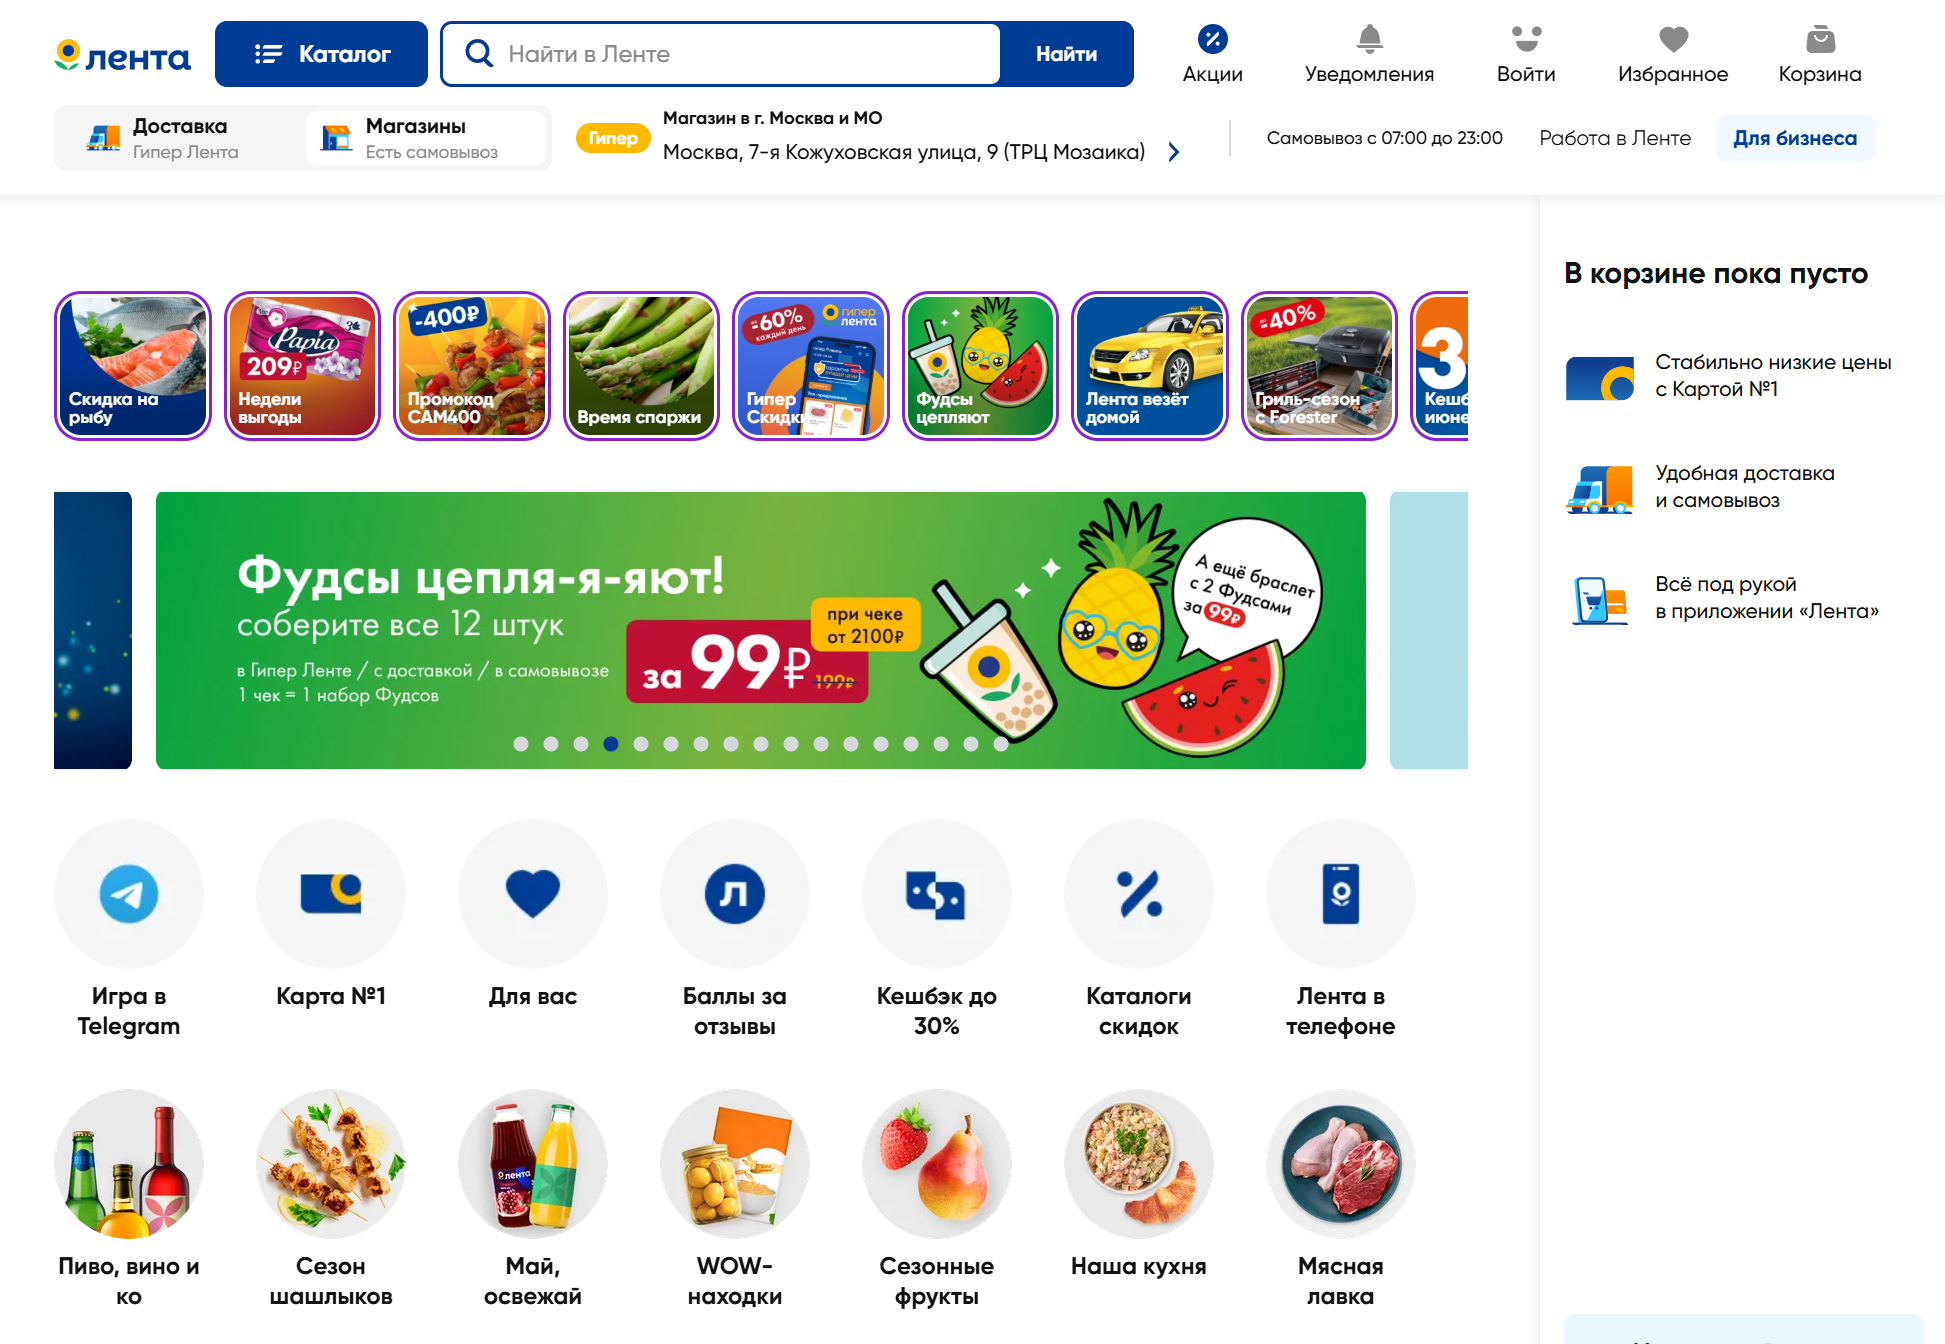 лента
Каталог
Найти в Ленте
Найти
Акции
Уведомления
Войти
Избранное
Корзина
Доставка
Гипер Лента
Магазины
Есть самовывоз
Гипер
Магазин в г. Москва и МО
Москва, 7-я Кожуховская улица, 9 (ТРЦ Мозаика)
Самовывоз с 07:00 до 23:00
Работа в Ленте
Для бизнеса
Скидка на
рыбу
Papia
209₽
Недели
выгоды
-400₽
Промокод
САМ400
Время спаржи
-60%
каждый день
гипер
лента
Гипер
Скидки
Фудсы
цепляют
Лента везёт
домой
-40%
Гриль-сезон
с Forester
3
Кешб
июне
Фудсы цепля-я-яют!
соберите все 12 штук
в Гипер Ленте / с доставкой / в самовывозе
1 чек = 1 набор Фудсов
за 99₽
199₽
при чеке
от 2100₽
А ещё браслет
с 2 Фудсами
за 99₽
В корзине пока пусто
Стабильно низкие цены
с Картой №1
Удобная доставка
и самовывоз
Всё под рукой
в приложении «Лента»
Л
Игра в
Telegram
Карта №1
Для вас
Баллы за
отзывы
Кешбэк до
30%
Каталоги
скидок
Лента в
телефоне
лента
Пиво, вино и
ко
Сезон
шашлыков
Май,
освежай
WOW-
находки
Сезонные
фрукты
Наша кухня
Мясная
лавка